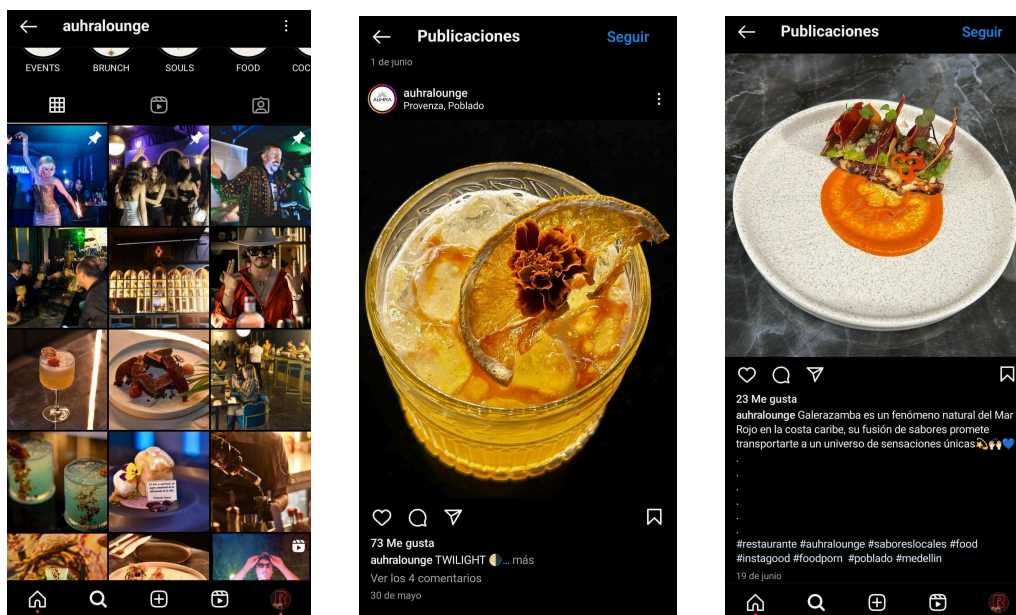 auhralounge
EVENTS
BRUNCH
SOULS
FOOD
COC
Publicaciones
Seguir
1 de junio
AUHRA
auhralounge
Provenza, Poblado
73 Me gusta
auhralounge TWILIGHT 🌗... más
Ver los 4 comentarios
30 de mayo
Publicaciones
Seguir
23 Me gusta
auhralounge Galerazamba es un fenómeno natural del Mar
Rojo en la costa caribe, su fusión de sabores promete
transportarte a un universo de sensaciones únicas💫🙌🏻💙
.
.
.
.
.
#restaurante #auhralounge #saboreslocales #food
#instagood #foodporn #poblado #medellin
19 de junio